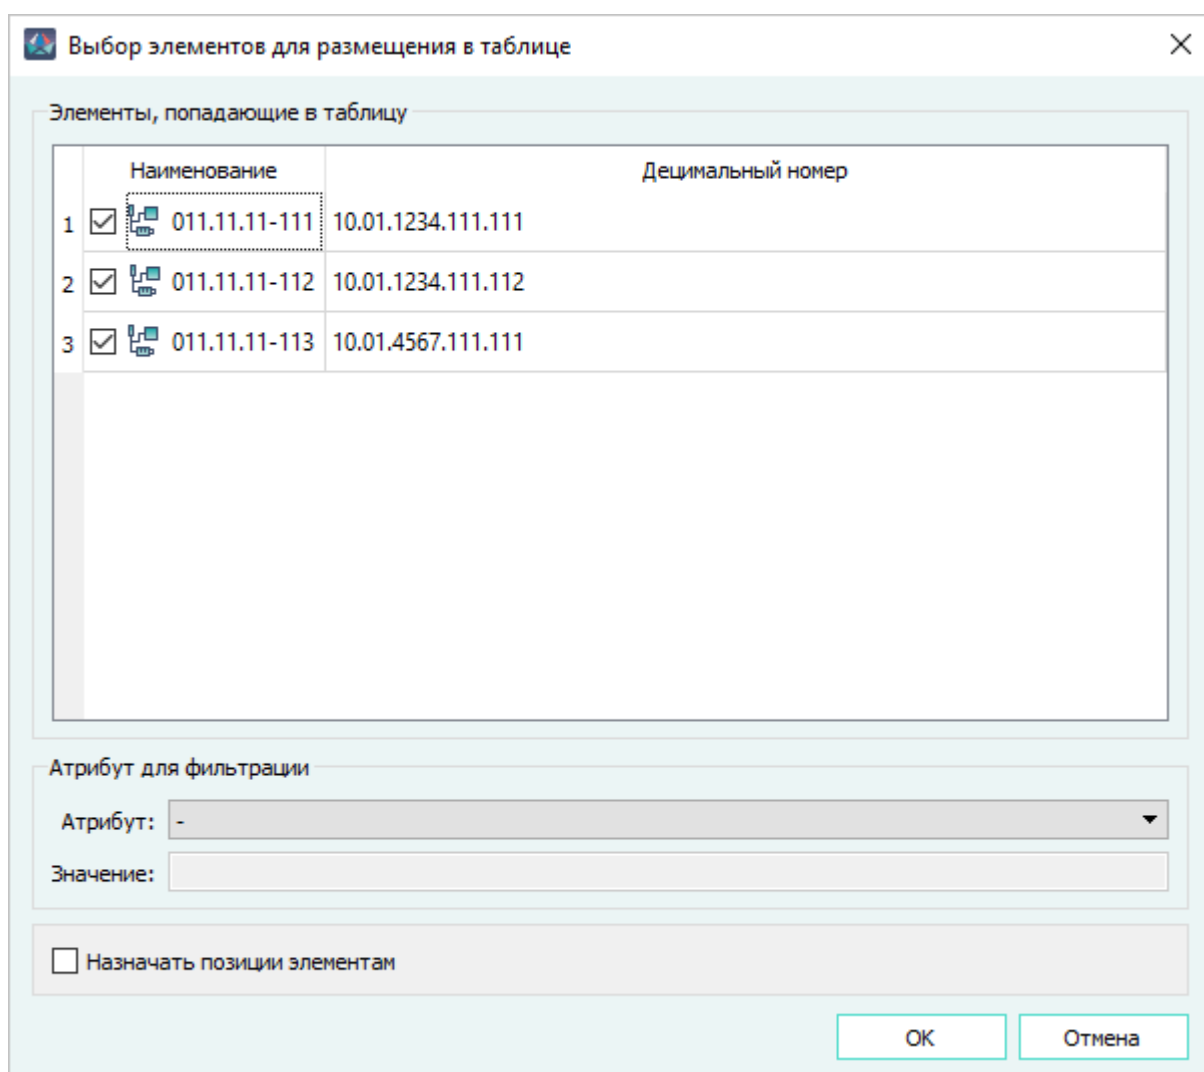 Выбор элементов для размещения в таблице
Элементы, попадающие в таблицу
Наименование Децимальный номер
1 011.11.11-111 10.01.1234.111.111
2 011.11.11-112 10.01.1234.111.112
3 011.11.11-113 10.01.4567.111.111
Атрибут для фильтрации
Атрибут: -
Значение:
Назначать позиции элементам
OK Отмена